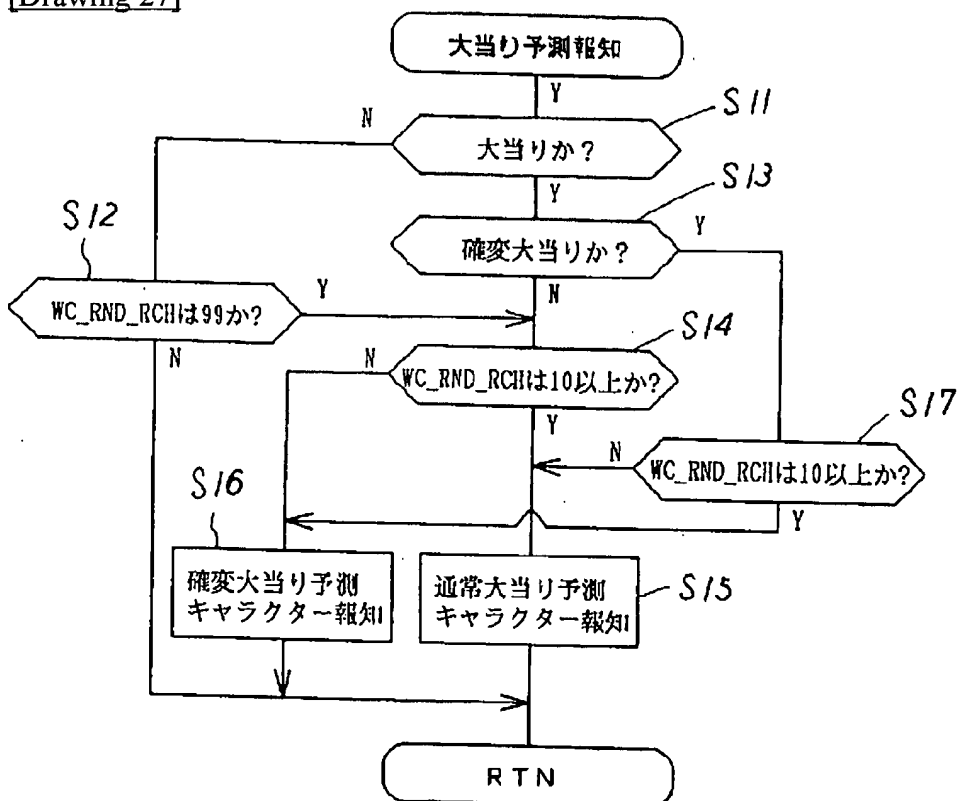 [Drawing 27]
大当り予測報知
Y
S11
N
大当りか?
Y
S13
S12
Y
確変大当りか?
N
WC_RND_RCHは99か?
Y
N
S14
N
WC_RND_RCHは10以上か?
Y
S17
N
WC_RND_RCHは10以上か?
Y
S16
確変大当り予測
キャラクター報知
通常大当り予測
キャラクター報知
S15
RTN